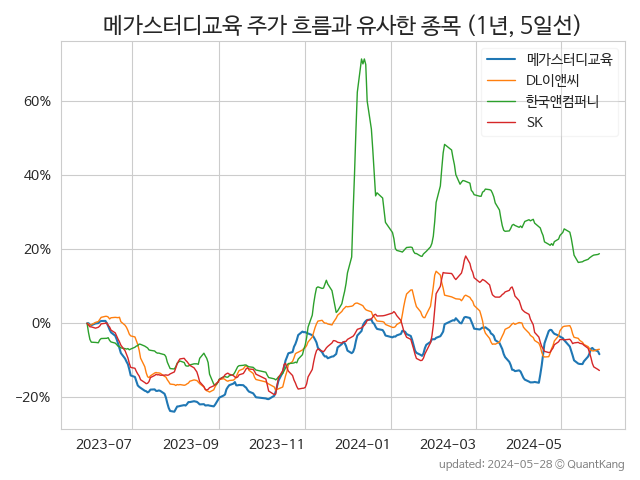 메가스터디교육 주가 흐름과 유사한 종목 (1년, 5일선)
메가스터디교육
DL이앤씨
한국앤컴퍼니
SK
60%
40%
20%
0%
−20%
2023-07
2023-09
2023-11
2024-01
2024-03
2024-05
updated: 2024-05-28 © QuantKang